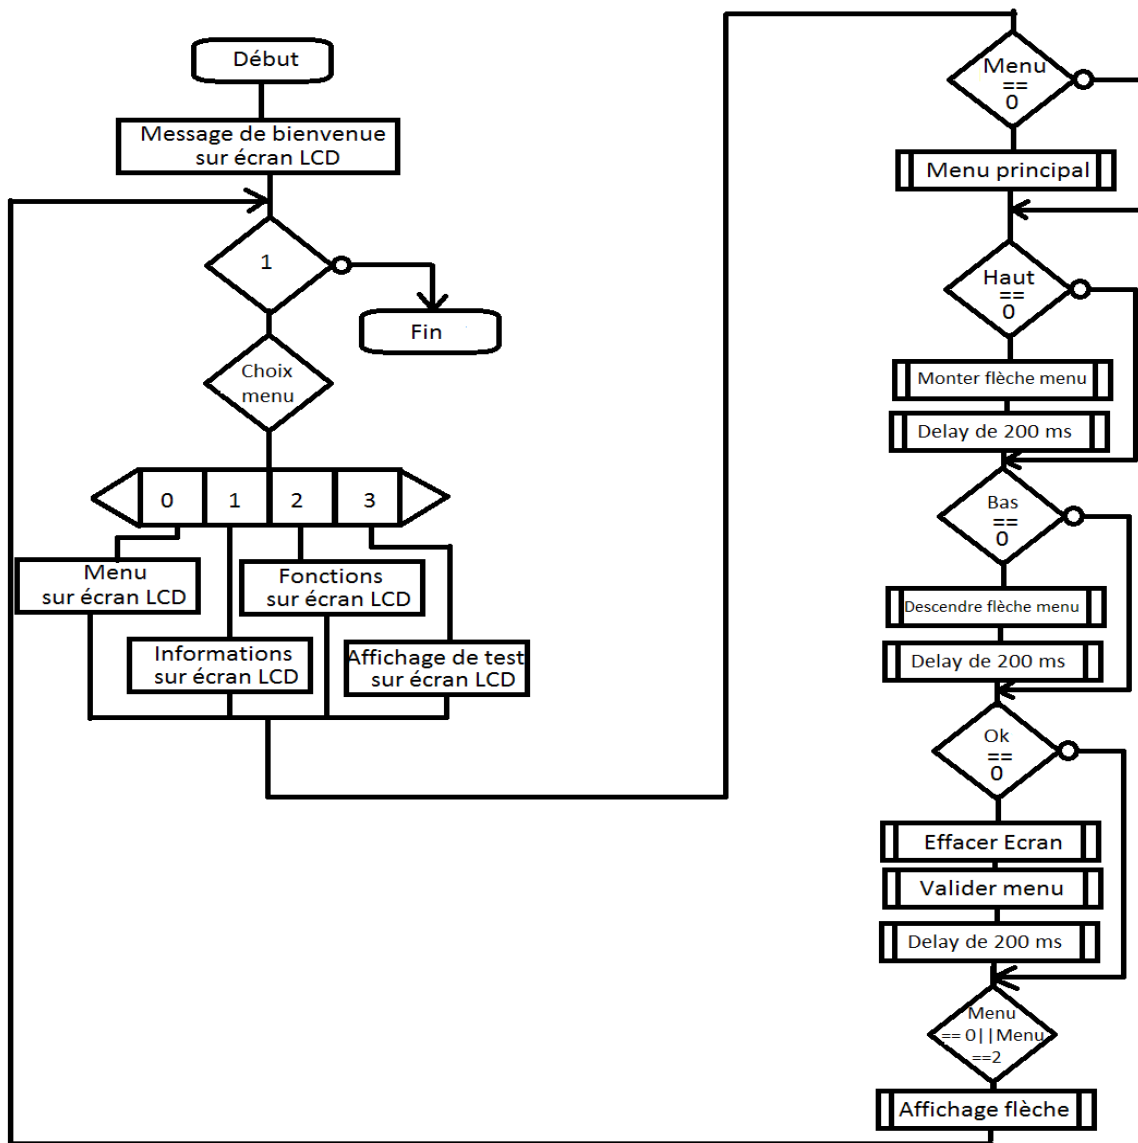 Début
Message de bienvenue
sur écran LCD
1
Fin
Choix
menu
0
1
2
3
Menu
sur écran LCD
Fonctions
sur écran LCD
Informations
sur écran LCD
Affichage de test
sur écran LCD
Menu
==
0
Menu principal
Haut
==
0
Monter flèche menu
Delay de 200 ms
Bas
==
0
Descendre flèche menu
Delay de 200 ms
Ok
==
0
Effacer Ecran
Valider menu
Delay de 200 ms
Menu
== 0||Menu
==2
Affichage flèche